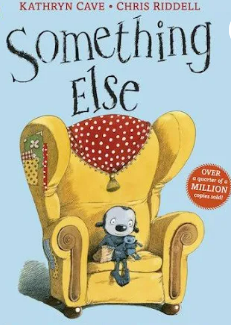 KATHRYN CAVE • CHRIS RIDDELL
Something
Else
OVER
a quarter of a
MILLION
copies sold!